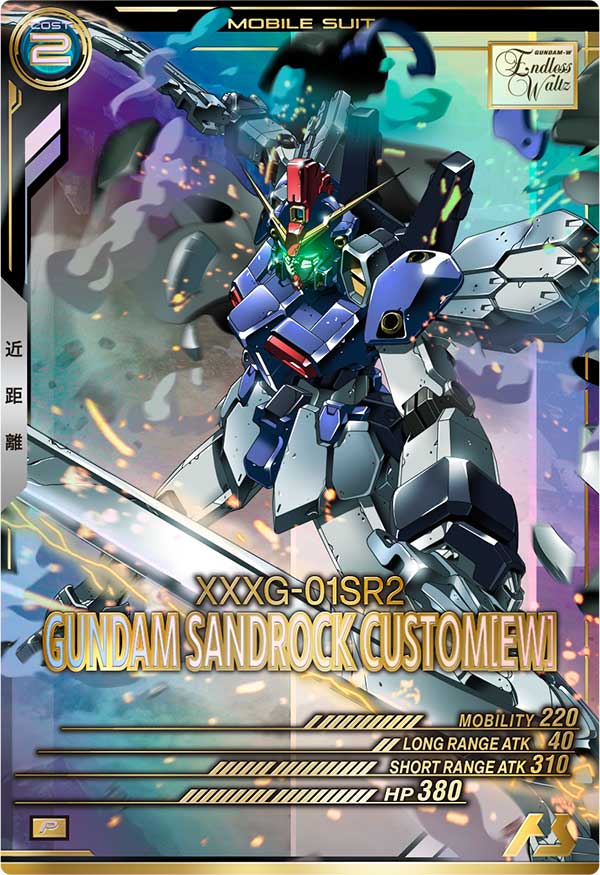 COST
2
MOBILE SUIT
GUNDAM-W
Endless
Waltz
近距離
XXXG-01SR2
GUNDAM SANDROCK CUSTOM[EW]
MOBILITY 220
LONG RANGE ATK 40
SHORT RANGE ATK 310
HP 380
P